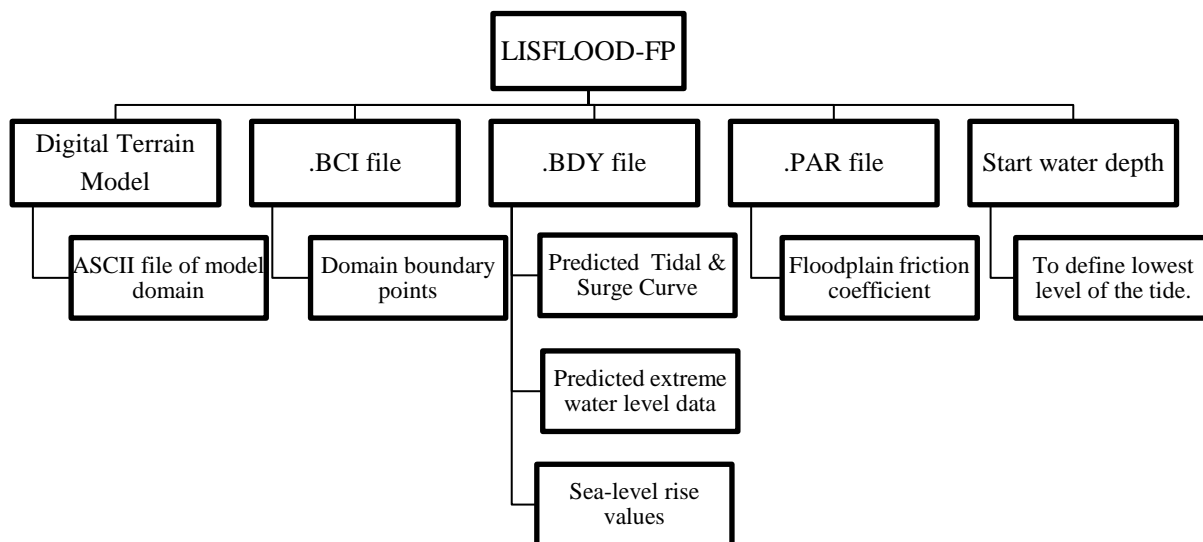 LISFLOOD-FP
Digital Terrain
Model
.BCI file
.BDY file
.PAR file
Start water depth
ASCII file of model
domain
Domain boundary
points
Predicted Tidal &
Surge Curve
Floodplain friction
coefficient
To define lowest
level of the tide.
Predicted extreme
water level data
Sea-level rise
values